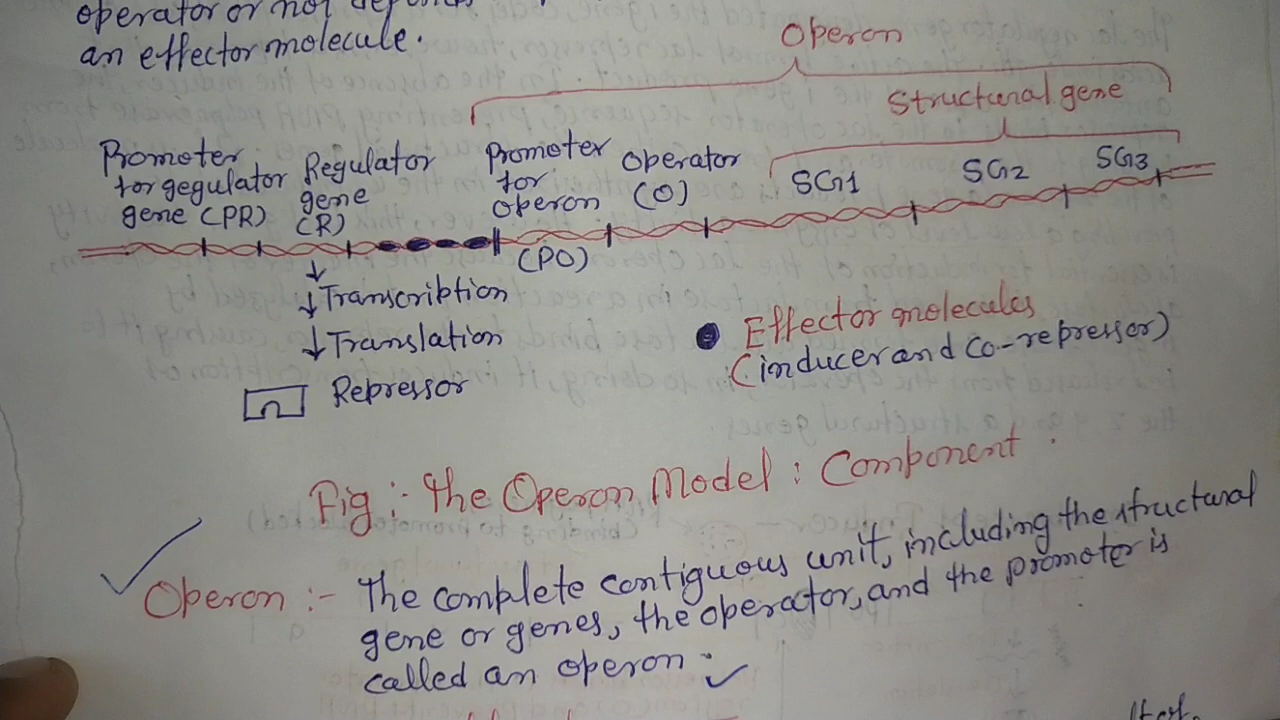 operator or not depends
an effector molecule.
Operon
Structural gene
Promoter
for gegulator
gene (PR)
Regulator
gene
(R)
Promoter
for
operon
(PO)
Operator
(O)
SG1
SG2
SG3
↓
↓ Transcription
↓ Translation
Repressor
Effector molecules
(inducer and Co-repressor)
Fig :- The Operon Model : Component .
Operon :- The complete contiguous unit, including the structural
gene or genes, the operator, and the promoter is
called an operon :